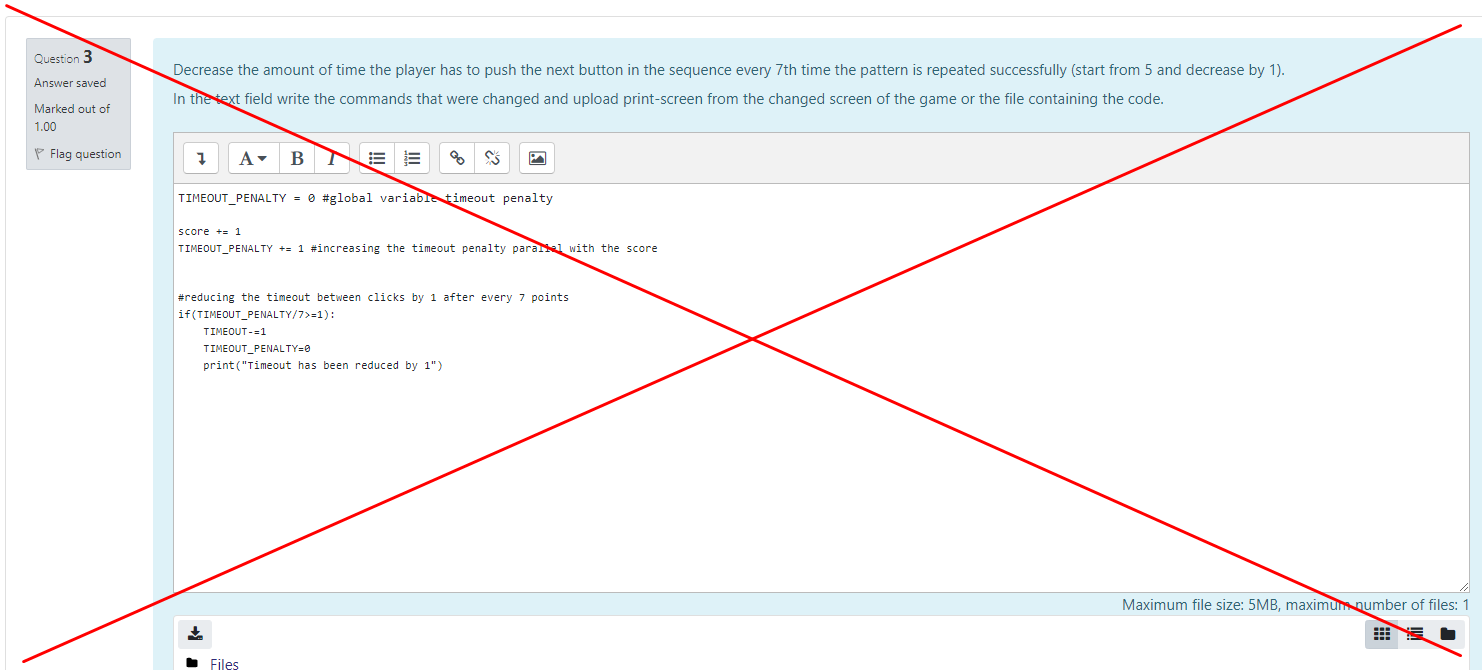 Question 3
Answer saved
Marked out of
1.00
Flag question
Decrease the amount of time the player has to push the next button in the sequence every 7th time the pattern is repeated successfully (start from 5 and decrease by 1).
In the text field write the commands that were changed and upload print-screen from the changed screen of the game or the file containing the code.
A B I
TIMEOUT_PENALTY = 0 #global variable timeout penalty
score += 1
TIMEOUT_PENALTY += 1 #increasing the timeout penalty paralel with the score
#reducing the timeout between clicks by 1 after every 7 points
if(TIMEOUT_PENALTY/7>=1):
TIMEOUT-=1
TIMEOUT_PENALTY=0
print("Timeout has been reduced by 1")
Maximum file size: 5MB, maximum number of files: 1
Files